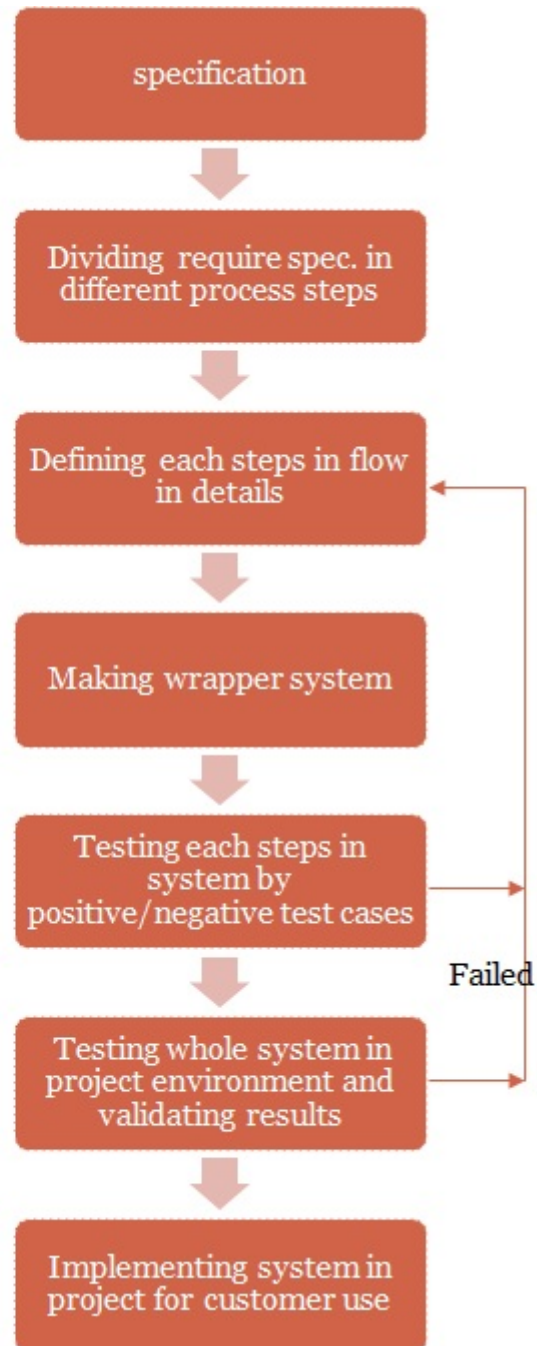 specification
Dividing require spec. in
different process steps
Defining each steps in flow
in details
Making wrapper system
Testing each steps in
system by
positive/negative test cases
Failed
Testing whole system in
project environment and
validating results
Implementing system in
project for customer use